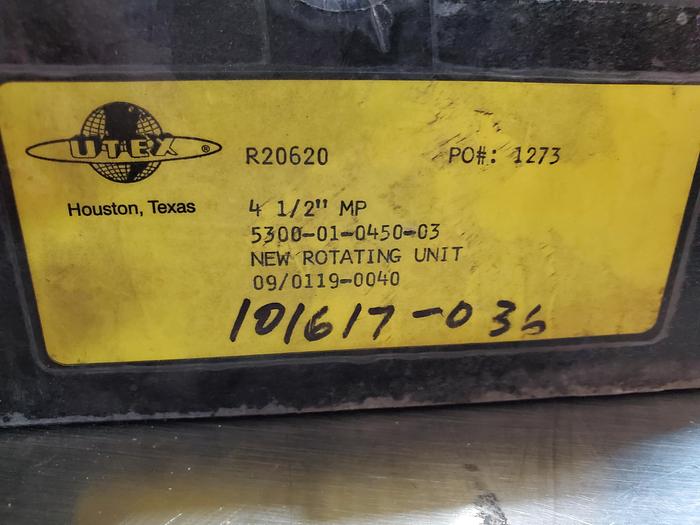 UTEX ®
Houston, Texas
R20620 PO#: 1273
4 1/2" MP
5300-01-0450-03
NEW ROTATING UNIT
09/0119-0040
101617-036